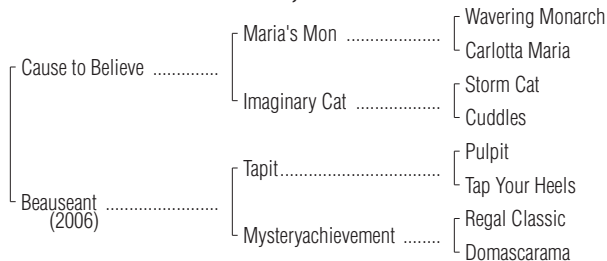 Wavering Monarch
Maria's Mon ..................
Carlotta Maria
Cause to Believe .............
Storm Cat
Imaginary Cat ................
Cuddles
Pulpit
Tapit...........................
Tap Your Heels
Beauseant ......................
(2006)
Regal Classic
Mysteryachievement ........
Domascarama